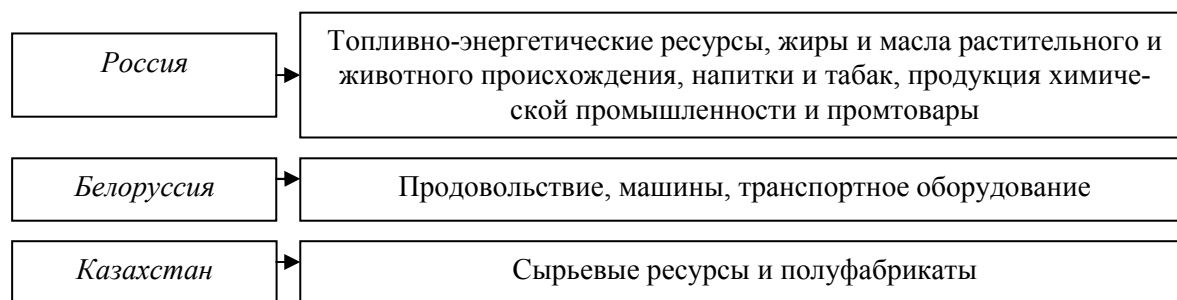 Россия
Топливно-энергетические ресурсы, жиры и масла растительного и
животного происхождения, напитки и табак, продукция химиче-
ской промышленности и промтовары
Белоруссия
Продовольствие, машины, транспортное оборудование
Казахстан
Сырьевые ресурсы и полуфабрикаты